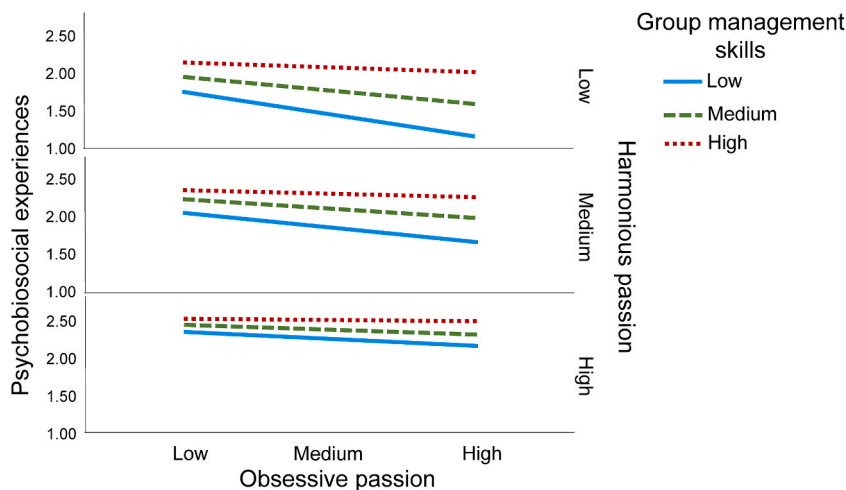 Group management
skills
Low
Medium
High
Psychobiosocial experiences
2.50
2.00
1.50
1.00
Low
2.50
2.00
1.50
1.00
Medium
2.50
2.00
1.50
1.00
High
Harmonious passion
Low
Medium
High
Obsessive passion